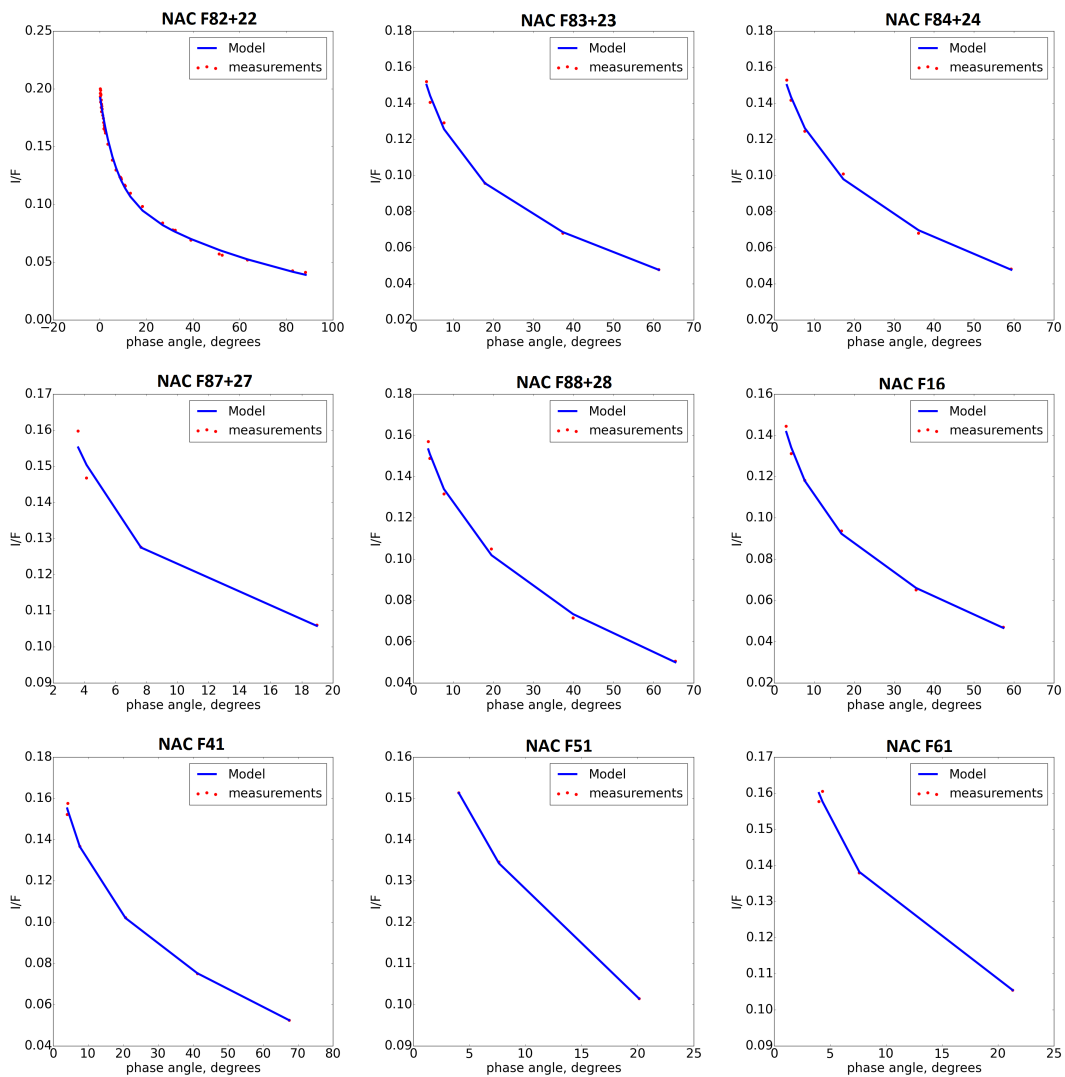 NAC F82+22
NAC F83+23
NAC F84+24
0.25
0.20
0.15
0.10
0.05
0.00
I/F
Model
measurements
−20 0 20 40 60 80 100
phase angle, degrees
0.18
0.16
0.14
0.12
0.10
0.08
0.06
0.04
0.02
I/F
Model
measurements
0 10 20 30 40 50 60 70
phase angle, degrees
0.18
0.16
0.14
0.12
0.10
0.08
0.06
0.04
0.02
I/F
Model
measurements
0 10 20 30 40 50 60 70
phase angle, degrees
NAC F87+27
NAC F88+28
NAC F16
0.17
0.16
0.15
0.14
0.13
0.12
0.11
0.10
0.09
I/F
Model
measurements
2 4 6 8 10 12 14 16 18 20
phase angle, degrees
0.18
0.16
0.14
0.12
0.10
0.08
0.06
0.04
I/F
Model
measurements
0 10 20 30 40 50 60 70
phase angle, degrees
0.16
0.14
0.12
0.10
0.08
0.06
0.04
0.02
I/F
Model
measurements
0 10 20 30 40 50 60 70
phase angle, degrees
NAC F41
NAC F51
NAC F61
0.18
0.16
0.14
0.12
0.10
0.08
0.06
0.04
I/F
Model
measurements
0 10 20 30 40 50 60 70 80
phase angle, degrees
0.16
0.15
0.14
0.13
0.12
0.11
0.10
0.09
I/F
Model
measurements
0 5 10 15 20 25
phase angle, degrees
0.17
0.16
0.15
0.14
0.13
0.12
0.11
0.10
0.09
I/F
Model
measurements
0 5 10 15 20 25
phase angle, degrees